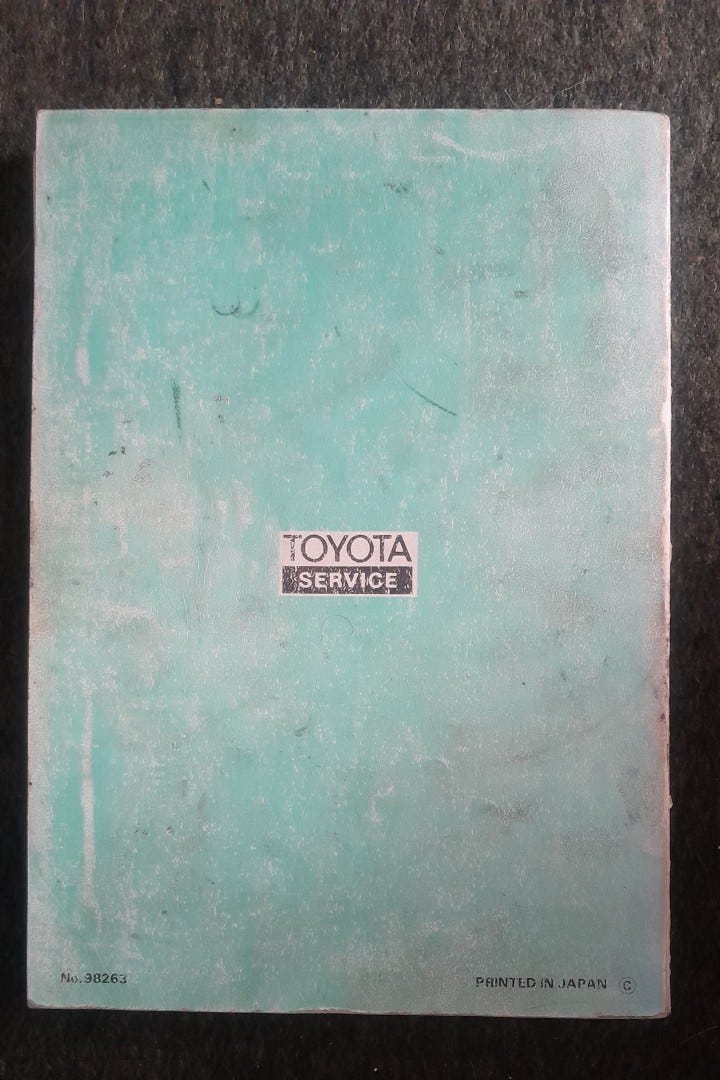 TOYOTA
SERVICE
No.98263
PRINTED IN JAPAN Ⓒ